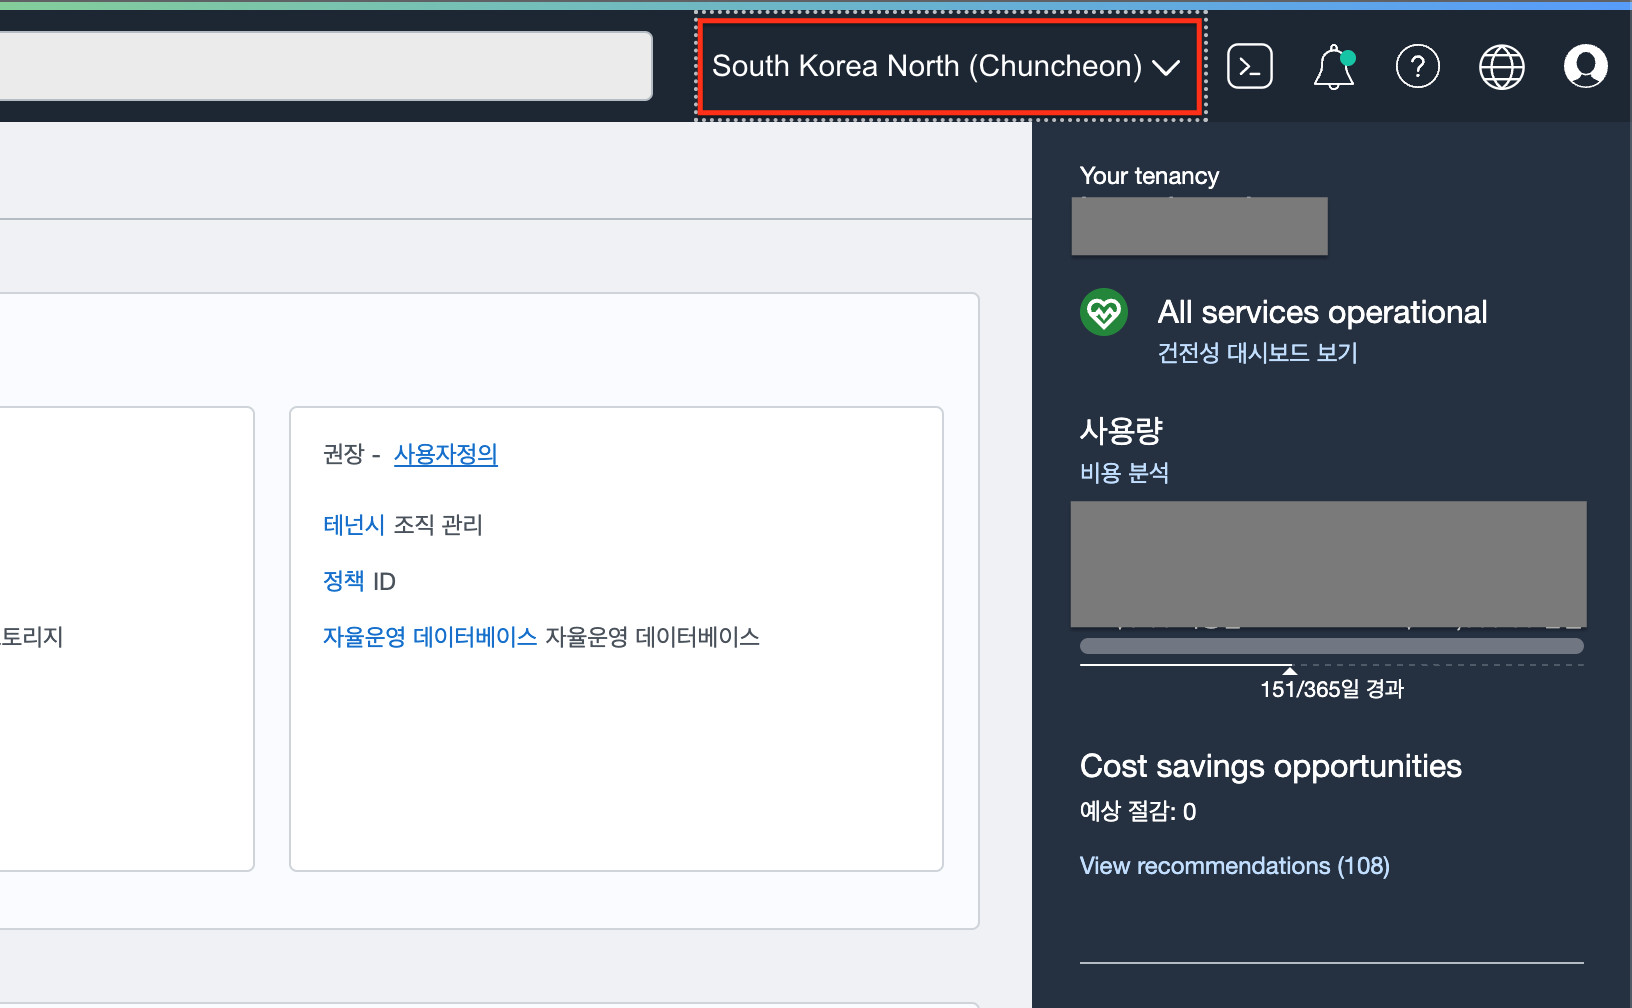 South Korea North (Chuncheon)
Your tenancy
All services operational
건전성 대시보드 보기
사용량
비용 분석
151/365일 경과
Cost savings opportunities
예상 절감: 0
View recommendations (108)
권장 - 사용자정의
테넌시 조직 관리
정책 ID
자율운영 데이터베이스 자율운영 데이터베이스
토리지